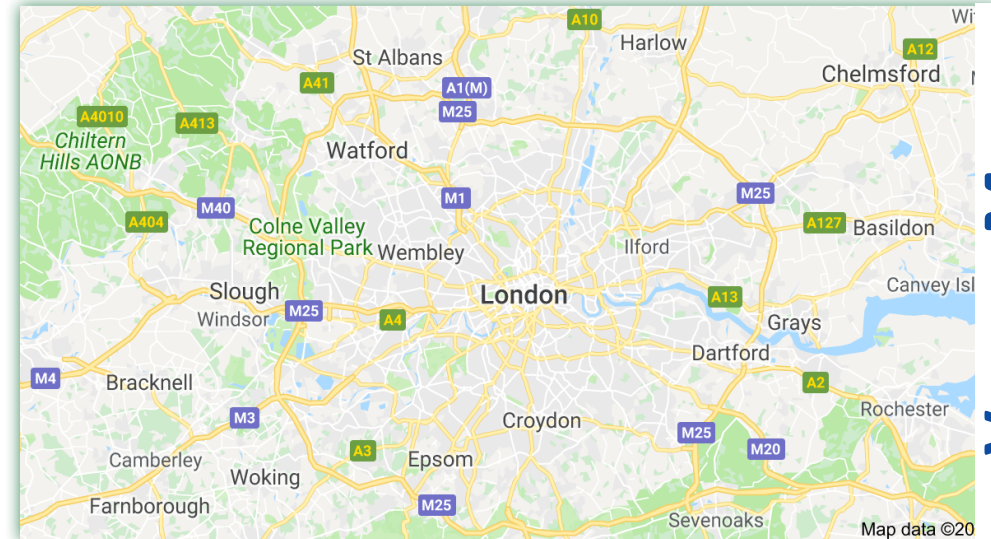 A10
Wi
Harlow
A12
St Albans
Chelmsford
A41
A1(M)
M25
A4010
A413
Chiltern
Hills AONB
Watford
M1
M25
M40
A404
Colne Valley
Regional Park
A127
Basildon
Wembley
Ilford
Slough
London
A13
Canvey Isl
Windsor
M25
A4
Grays
Dartford
M4
Bracknell
A2
Rochester
M3
Croydon
M25
M20
A3
Camberley
Epsom
Woking
Farnborough
M25
Sevenoaks
Map data ©20